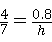 4/7 = 0.8/h